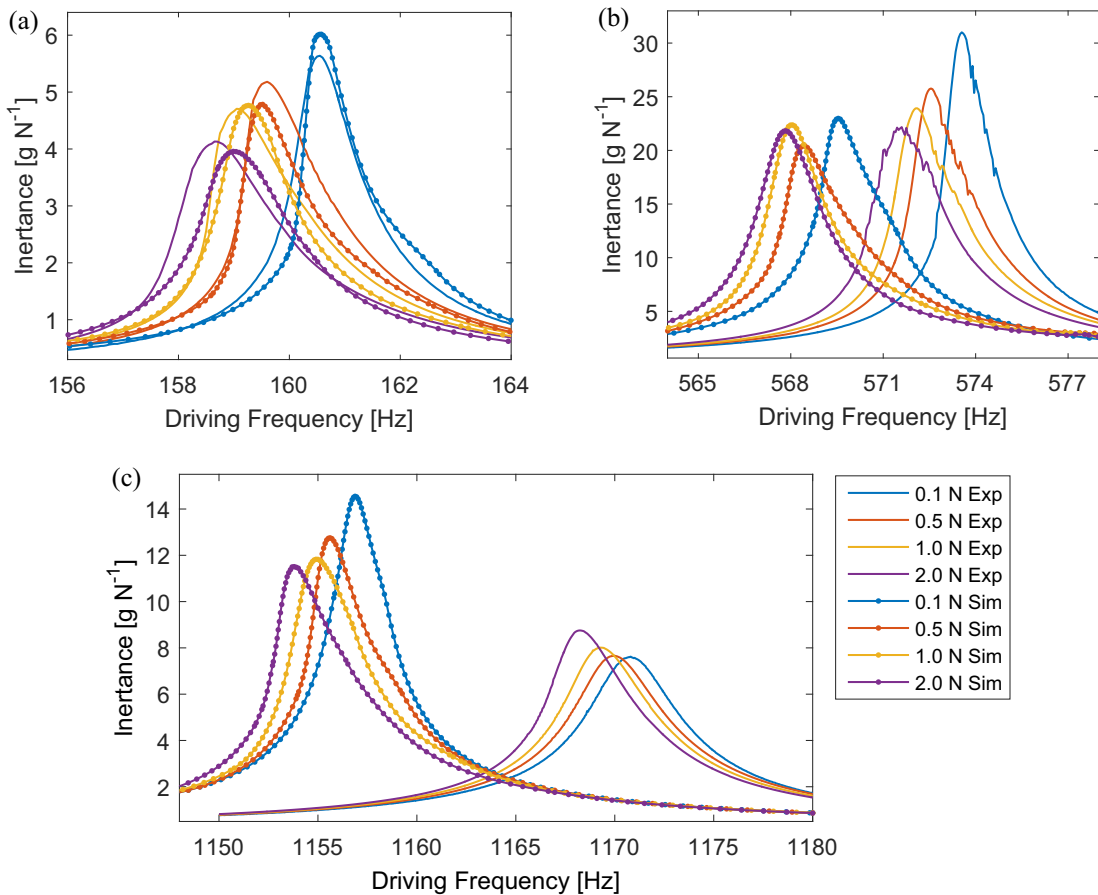 (a)
6
5
4
3
2
1
Inertance [g N⁻¹]
156 158 160 162 164
Driving Frequency [Hz]
(b)
30
25
20
15
10
5
Inertance [g N⁻¹]
565 568 571 574 577
Driving Frequency [Hz]
(c)
14
12
10
8
6
4
2
Inertance [g N⁻¹]
1150 1155 1160 1165 1170 1175 1180
Driving Frequency [Hz]
0.1 N Exp
0.5 N Exp
1.0 N Exp
2.0 N Exp
0.1 N Sim
0.5 N Sim
1.0 N Sim
2.0 N Sim